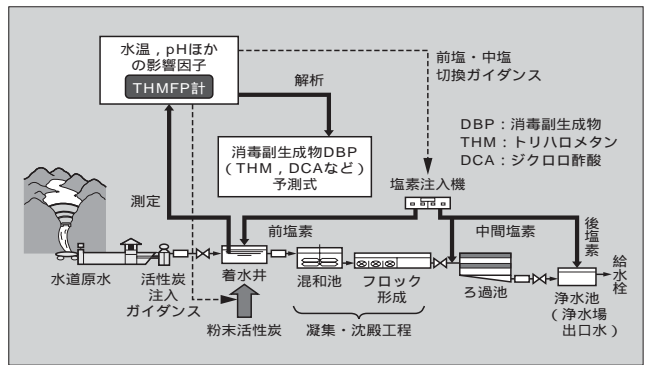 水温，pHほか
の影響因子
THMFP計
前塩・中塩
切換ガイダンス
解析
消毒副生成物DBP
（THM，DCAなど）
予測式
DBP：消毒副生成物
THM：トリハロメタン
DCA：ジクロロ酢酸
塩素注入機
測定
前塩素
中間塩素
後塩素
給水栓
水道原水
活性炭
注入
ガイダンス
着水井
混和池
フロック
形成
ろ過池
浄水池
（浄水場
出口水）
粉末活性炭
凝集・沈殿工程